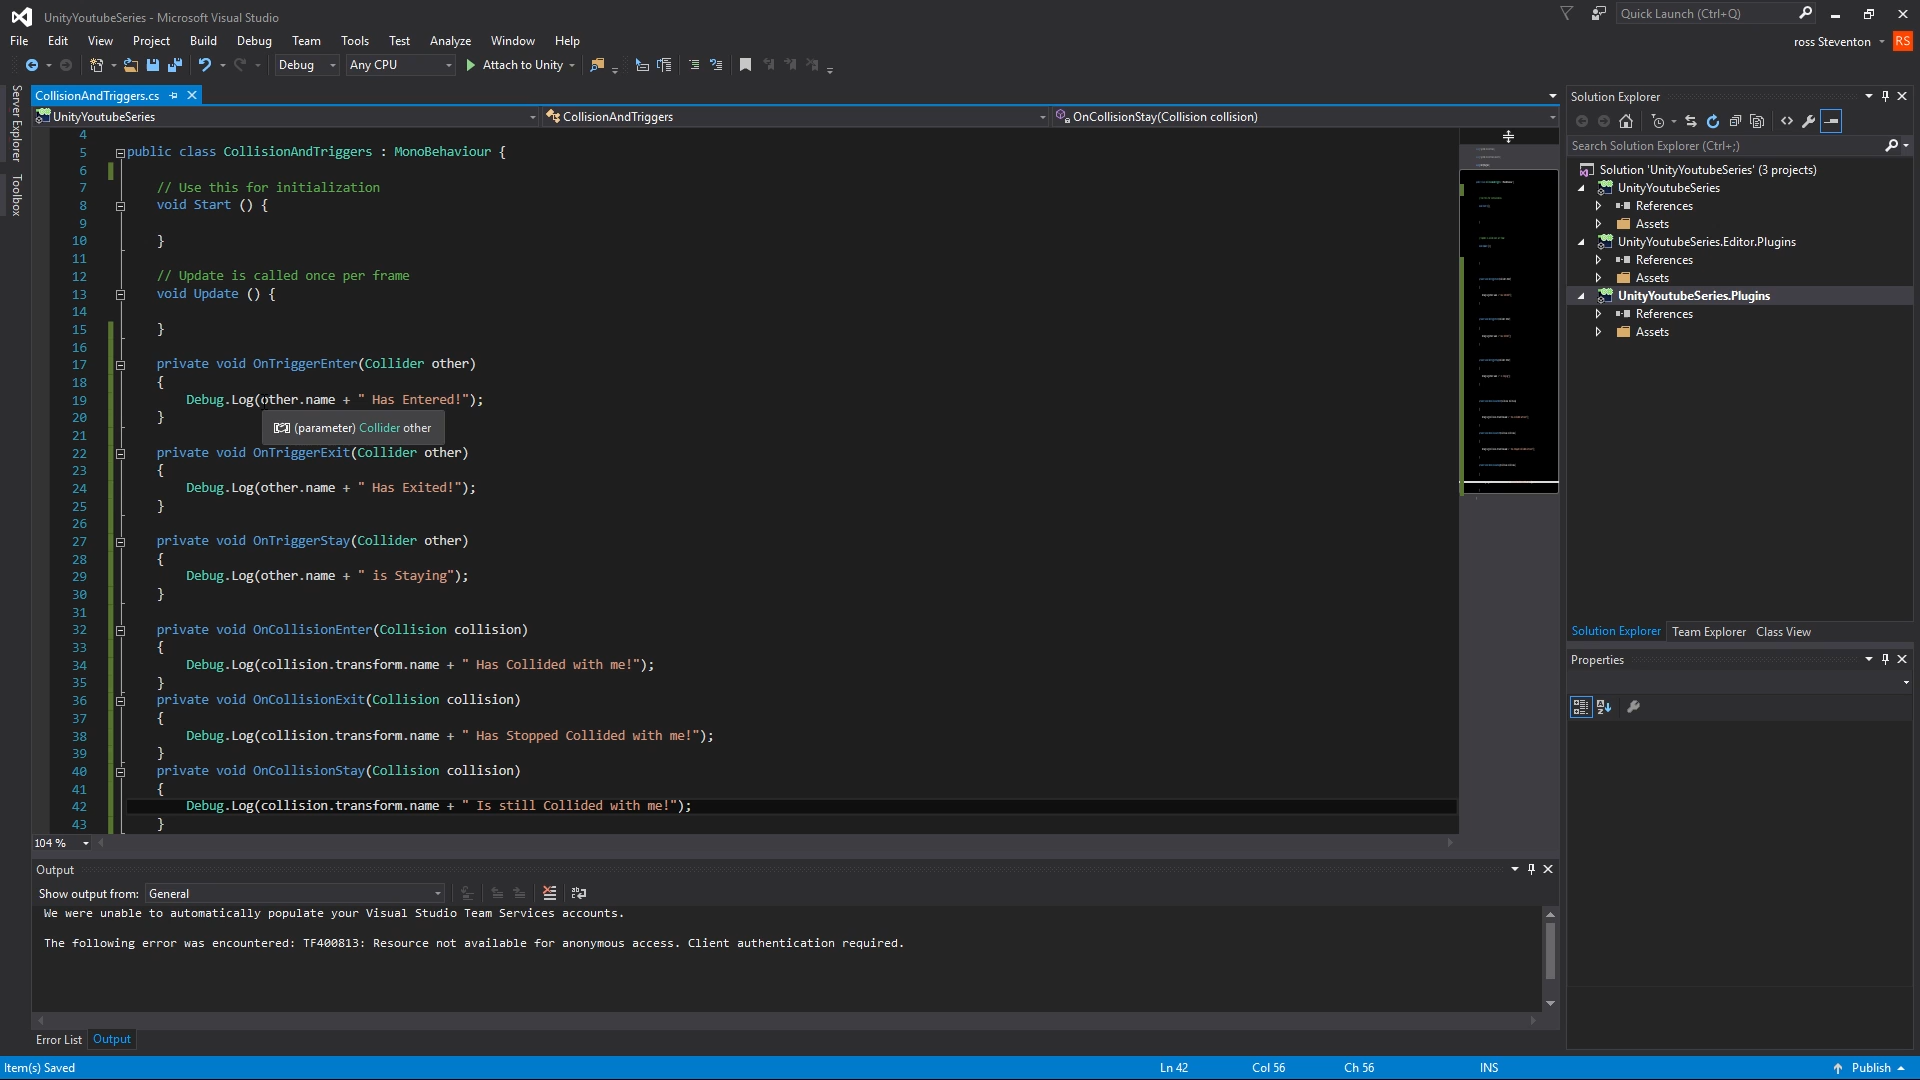 UnityYoutubeSeries - Microsoft Visual Studio
Quick Launch (Ctrl+Q)
File Edit View Project Build Debug Team Tools Test Analyze Window Help
ross Steventon RS
Debug Any CPU Attach to Unity
Server Explorer
Toolbox
CollisionAndTriggers.cs
UnityYoutubeSeries CollisionAndTriggers OnCollisionStay(Collision collision)
4
5 public class CollisionAndTriggers : MonoBehaviour {
6
7 // Use this for initialization
8 void Start () {
9
10 }
11
12 // Update is called once per frame
13 void Update () {
14
15 }
16
17 private void OnTriggerEnter(Collider other)
18 {
19 Debug.Log(other.name + " Has Entered!");
20 }
(parameter) Collider other
21
22 private void OnTriggerExit(Collider other)
23 {
24 Debug.Log(other.name + " Has Exited!");
25 }
26
27 private void OnTriggerStay(Collider other)
28 {
29 Debug.Log(other.name + " is Staying");
30 }
31
32 private void OnCollisionEnter(Collision collision)
33 {
34 Debug.Log(collision.transform.name + " Has Collided with me!");
35 }
36 private void OnCollisionExit(Collision collision)
37 {
38 Debug.Log(collision.transform.name + " Has Stopped Collided with me!");
39 }
40 private void OnCollisionStay(Collision collision)
41 {
42 Debug.Log(collision.transform.name + " Is still Collided with me!");
43 }
104 %
Output
Show output from: General
We were unable to automatically populate your Visual Studio Team Services accounts.
The following error was encountered: TF400813: Resource not available for anonymous access. Client authentication required.
Error List Output
Solution Explorer
Search Solution Explorer (Ctrl+;)
Solution 'UnityYoutubeSeries' (3 projects)
UnityYoutubeSeries
References
Assets
UnityYoutubeSeries.Editor.Plugins
References
Assets
UnityYoutubeSeries.Plugins
References
Assets
Solution Explorer Team Explorer Class View
Properties
Item(s) Saved Ln 42 Col 56 Ch 56 INS Publish